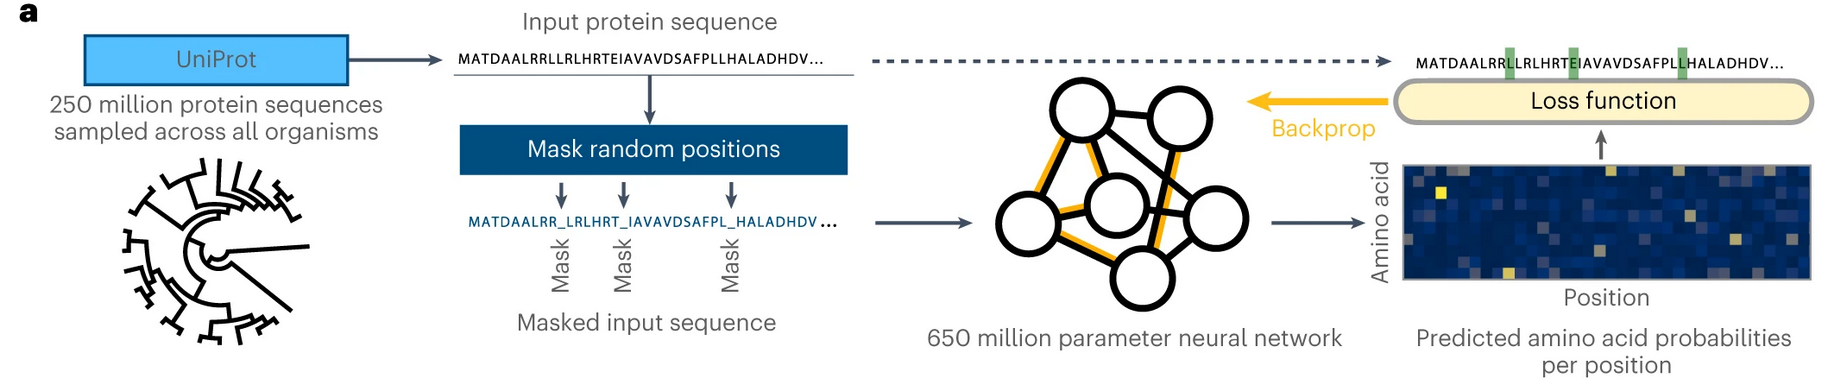 a
UniProt
250 million protein sequences
sampled across all organisms
Input protein sequence
MATDAALRRLLRLHRTEIAVAVDSAFPLLHALADHDV...
Mask random positions
MATDAALRR_LRLHRT_IAVAVDSAFPL_HALADHDV...
Mask
Mask
Mask
Masked input sequence
650 million parameter neural network
Backprop
MATDAALRRLLRLHRTEIAVAVDSAFPLLHALADHDV...
Loss function
Amino acid
Position
Predicted amino acid probabilities
per position